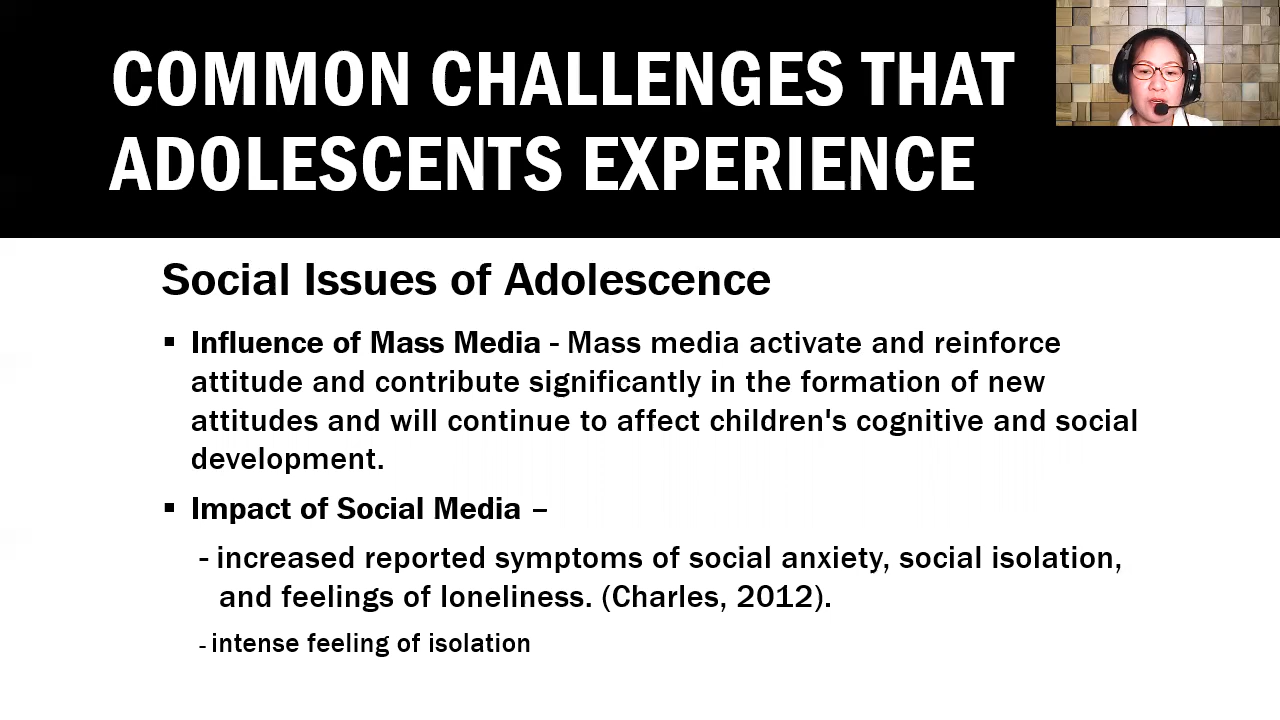 COMMON CHALLENGES THAT
ADOLESCENTS EXPERIENCE
Social Issues of Adolescence
▪ Influence of Mass Media - Mass media activate and reinforce
attitude and contribute significantly in the formation of new
attitudes and will continue to affect children's cognitive and social
development.
▪ Impact of Social Media –
- increased reported symptoms of social anxiety, social isolation,
and feelings of loneliness. (Charles, 2012).
- intense feeling of isolation